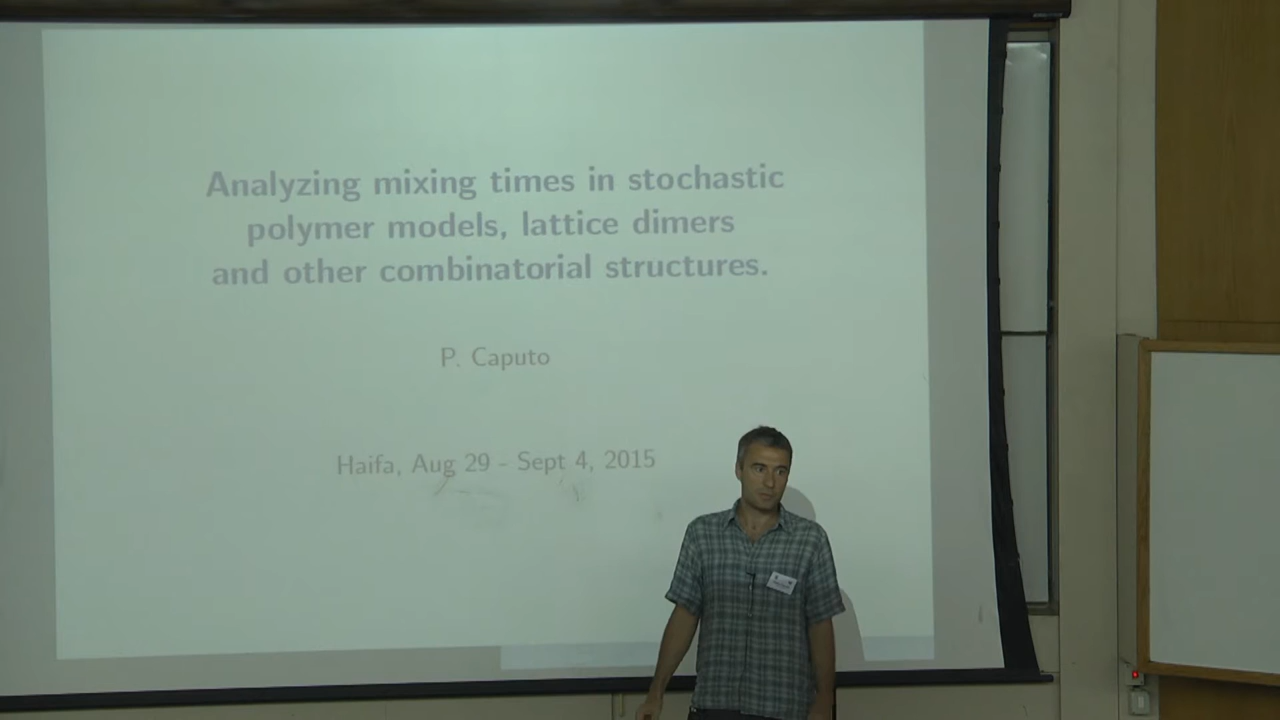 Analyzing mixing times in stochastic
polymer models, lattice dimers
and other combinatorial structures.
P. Caputo
Haifa, Aug 29 - Sept 4, 2015